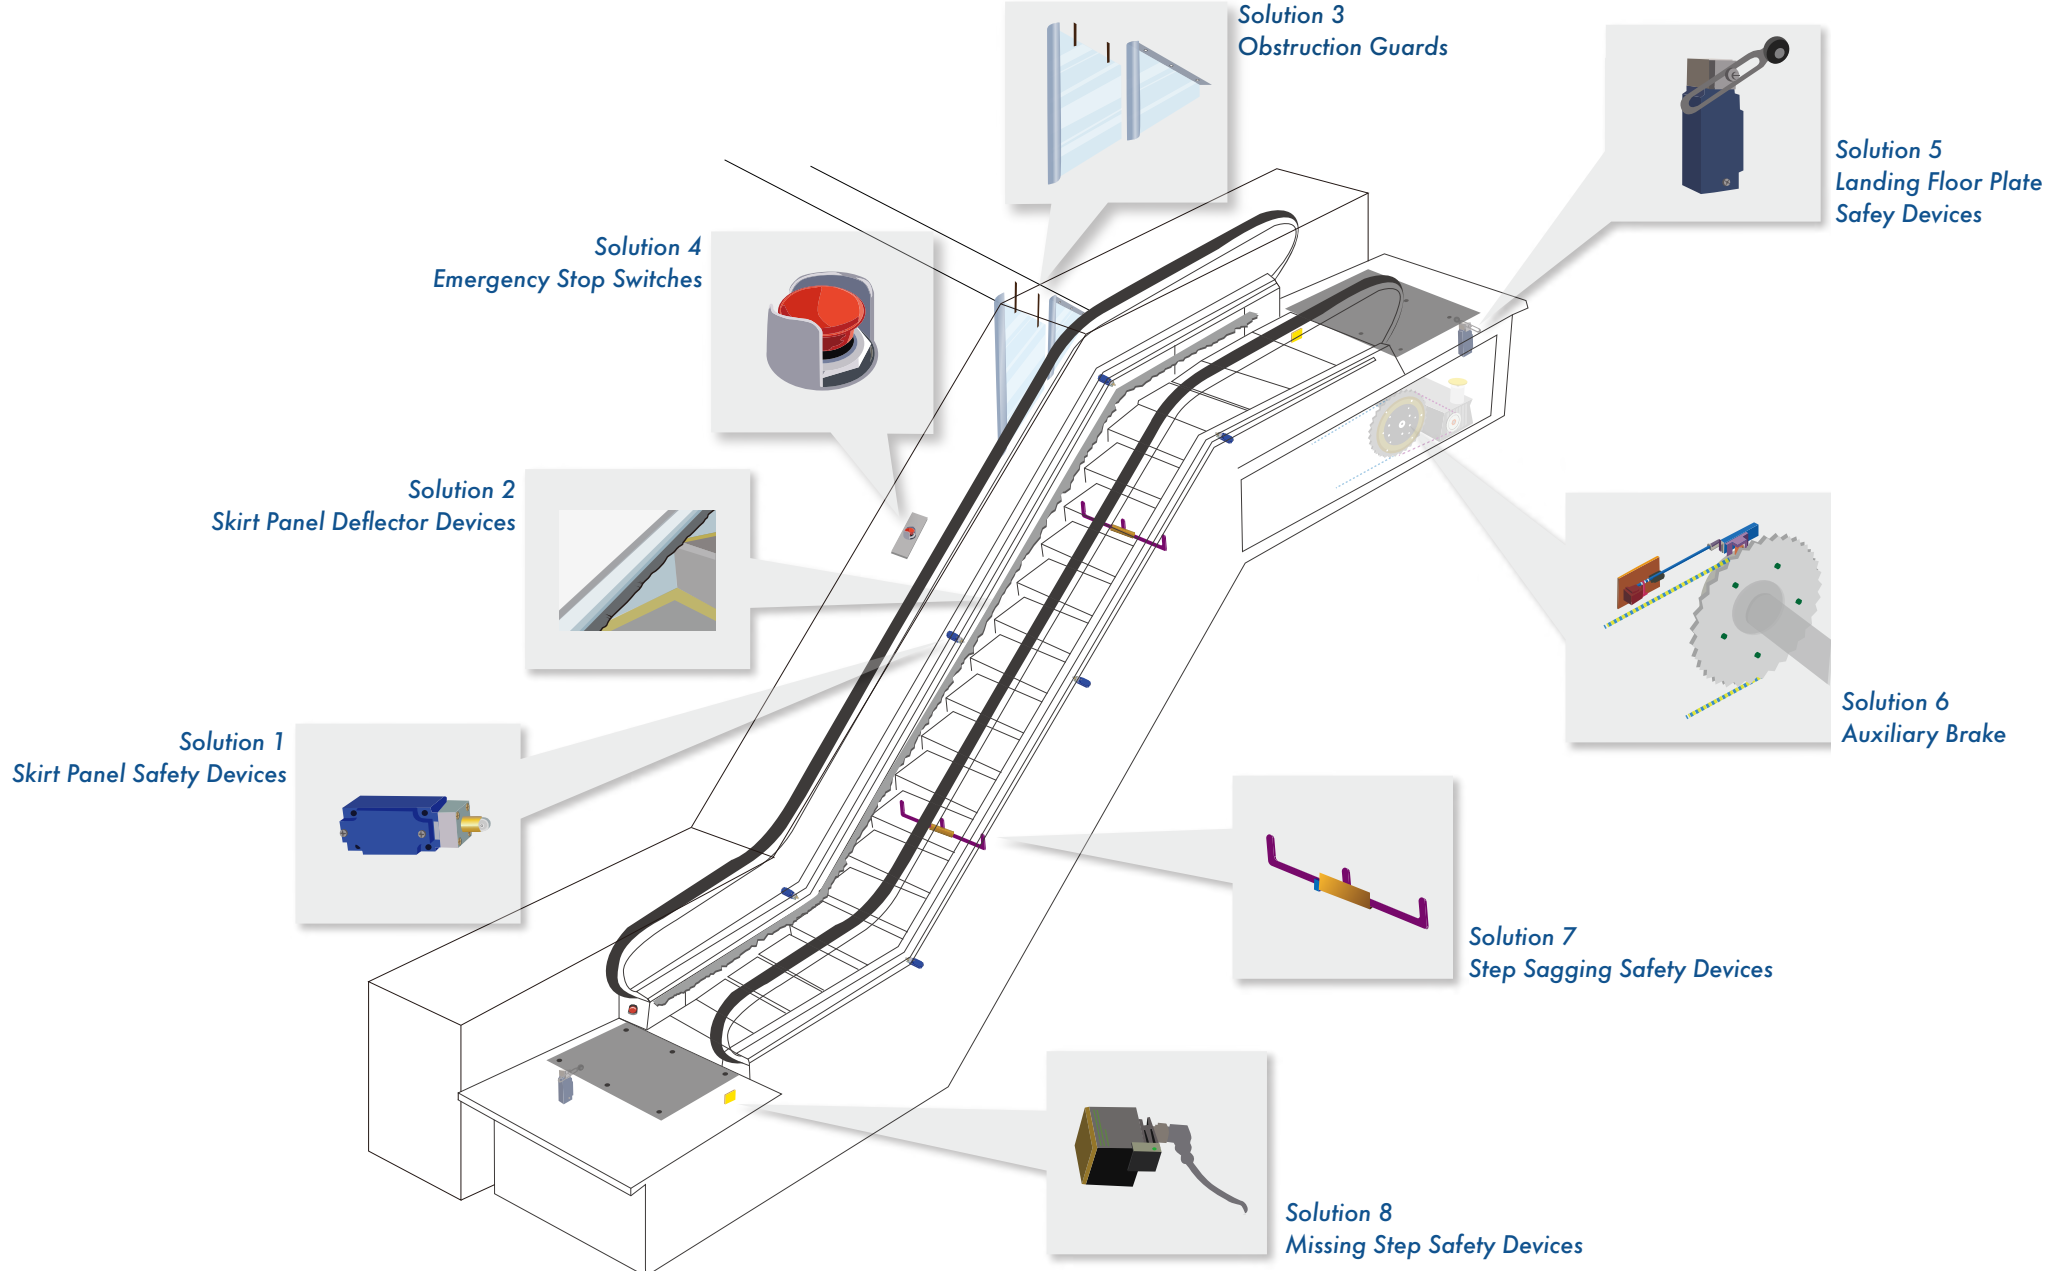 Solution 3
Obstruction Guards
Solution 5
Landing Floor Plate
Safey Devices
Solution 4
Emergency Stop Switches
Solution 2
Skirt Panel Deflector Devices
Solution 6
Auxiliary Brake
Solution 1
Skirt Panel Safety Devices
Solution 7
Step Sagging Safety Devices
Solution 8
Missing Step Safety Devices